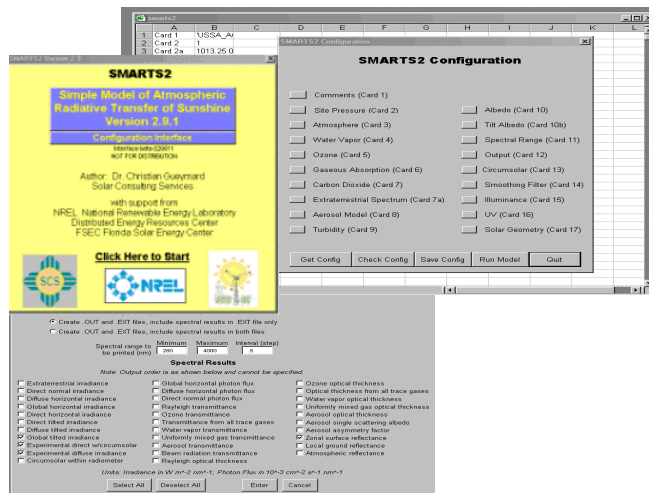 smarts2
A B C D E F G H I J K L
1 Card 1 'USSA_A
2 Card 2 1
3 Card 2a 1013.25 0
SMARTS2 Version 2.9
SMARTS2
Simple Model of Atmospheric
Radiative Transfer of Sunshine
Version 2.9.1
Configuration Interface
Interface beta 020611
NOT FOR DISTRIBUTION
Author: Dr. Christian Gueymard
Solar Consulting Services
with support from
NREL National Renewable Energy Laboratory
Distributed Energy Resources Center
FSEC Florida Solar Energy Center
Click Here to Start
SCS
NREL
SMARTS2 Configuration
SMARTS2 Configuration
Comments (Card 1)
Site Pressure (Card 2)
Atmosphere (Card 3)
Water Vapor (Card 4)
Ozone (Card 5)
Gaseous Absorption (Card 6)
Carbon Dioxide (Card 7)
Extraterrestrial Spectrum (Card 7a)
Aerosol Model (Card 8)
Turbidity (Card 9)
Albedo (Card 10)
Tilt Albedo (Card 10b)
Spectral Range (Card 11)
Output (Card 12)
Circumsolar (Card 13)
Smoothing Filter (Card 14)
Illuminance (Card 15)
UV (Card 16)
Solar Geometry (Card 17)
Get Config Check Config Save Config Run Model Quit
Create .OUT and .EXT files, include spectral results in .EXT file only
Create .OUT and .EXT files, include spectral results in both files
Minimum Maximum Interval (step)
Spectral range to
be printed (nm) 280 4000 5
Spectral Results
Note: Output order is as shown below and cannot be specified
Extraterrestrial irradiance
Direct normal irradiance
Diffuse horizontal irradiance
Global horizontal irradiance
Direct horizontal iradiance
Direct tilted irradiance
Diffuse tilted irradiance
Global tilted irradiance
Experimental direct w/circumsolar
Experimental diffuse irradiance
Circumsolar within radiometer
Global horizontal photon flux
Diffuse horizontal photon flux
Direct normal photon flux
Rayleigh transmittance
Ozone transmittance
Transmittance from all trace gases
Water vapor transmittance
Uniformly mixed gas transmittance
Aerosol transmittance
Beam radiation transmittance
Rayleigh optical thickness
Ozone optical thickness
Optical thickness from all trace gases
Water vapor optical thickness
Uniformly mixed gas optical thickness
Aerosol optical thickness
Aerosol single scattering albedo
Aerosol asymmetry factor
Zonal surface reflectance
Local ground reflectance
Atmospheric reflectance
Units: Irradiance in W m^-2 nm^-1; Photon Flux in 10^-3 cm^-2 s^-1 nm^-1
Select All Deselect All Enter Cancel